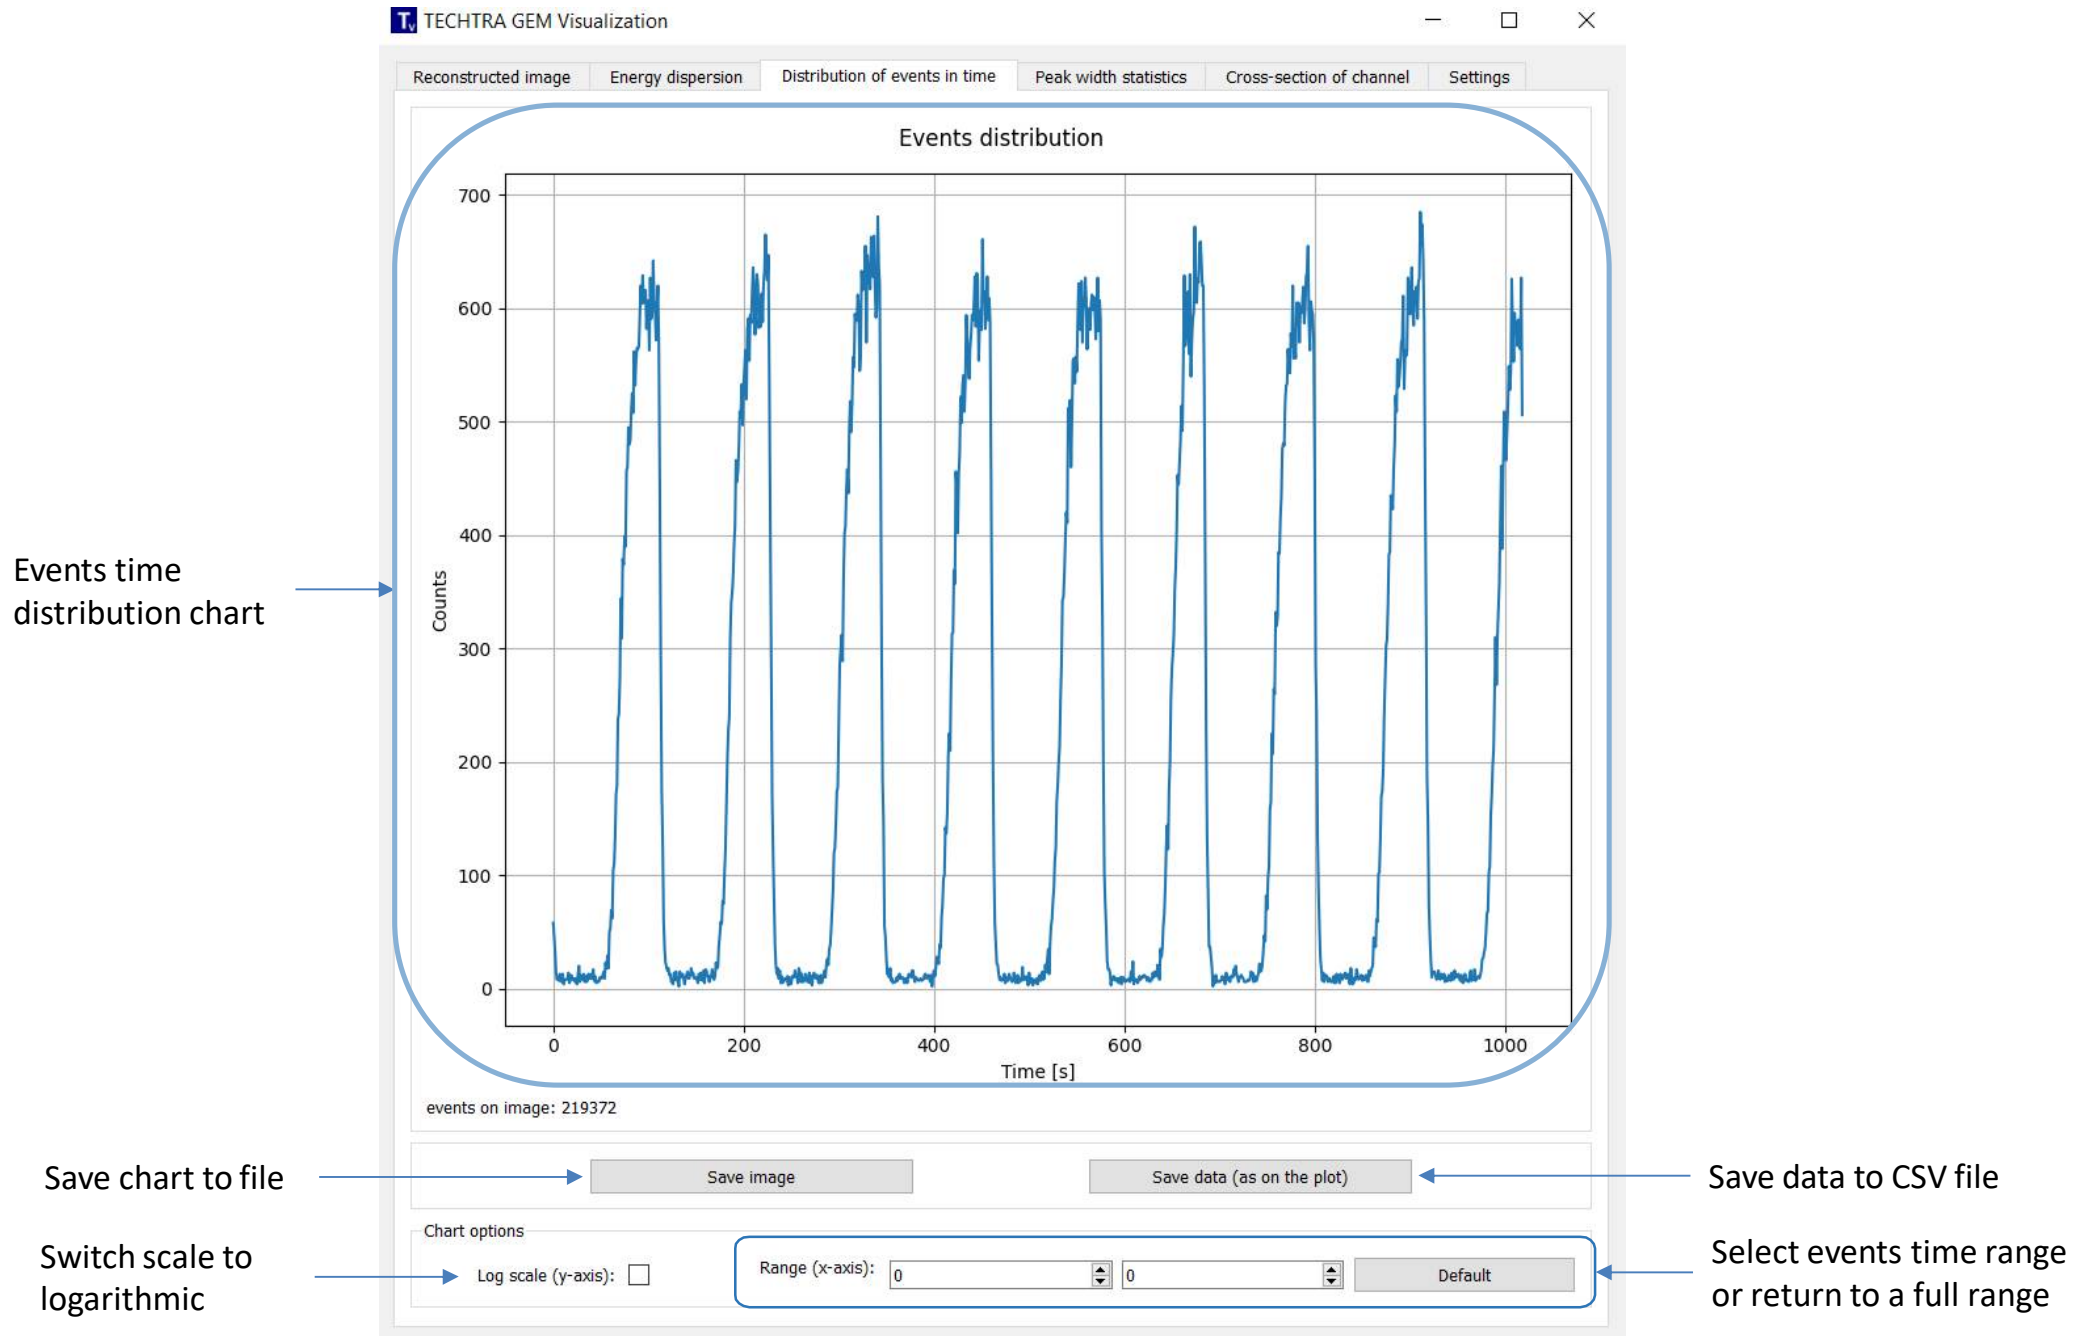 Tv TECHTRA GEM Visualization
Reconstructed image Energy dispersion Distribution of events in time Peak width statistics Cross-section of channel Settings
Events distribution
700
600
500
400
300
200
100
0
Counts
0 200 400 600 800 1000
Time [s]
events on image: 219372
Events time
distribution chart
Save chart to file
Save image
Save data (as on the plot)
Save data to CSV file
Chart options
Switch scale to
logarithmic
Log scale (y-axis):
Range (x-axis): 0 0 Default
Select events time range
or return to a full range